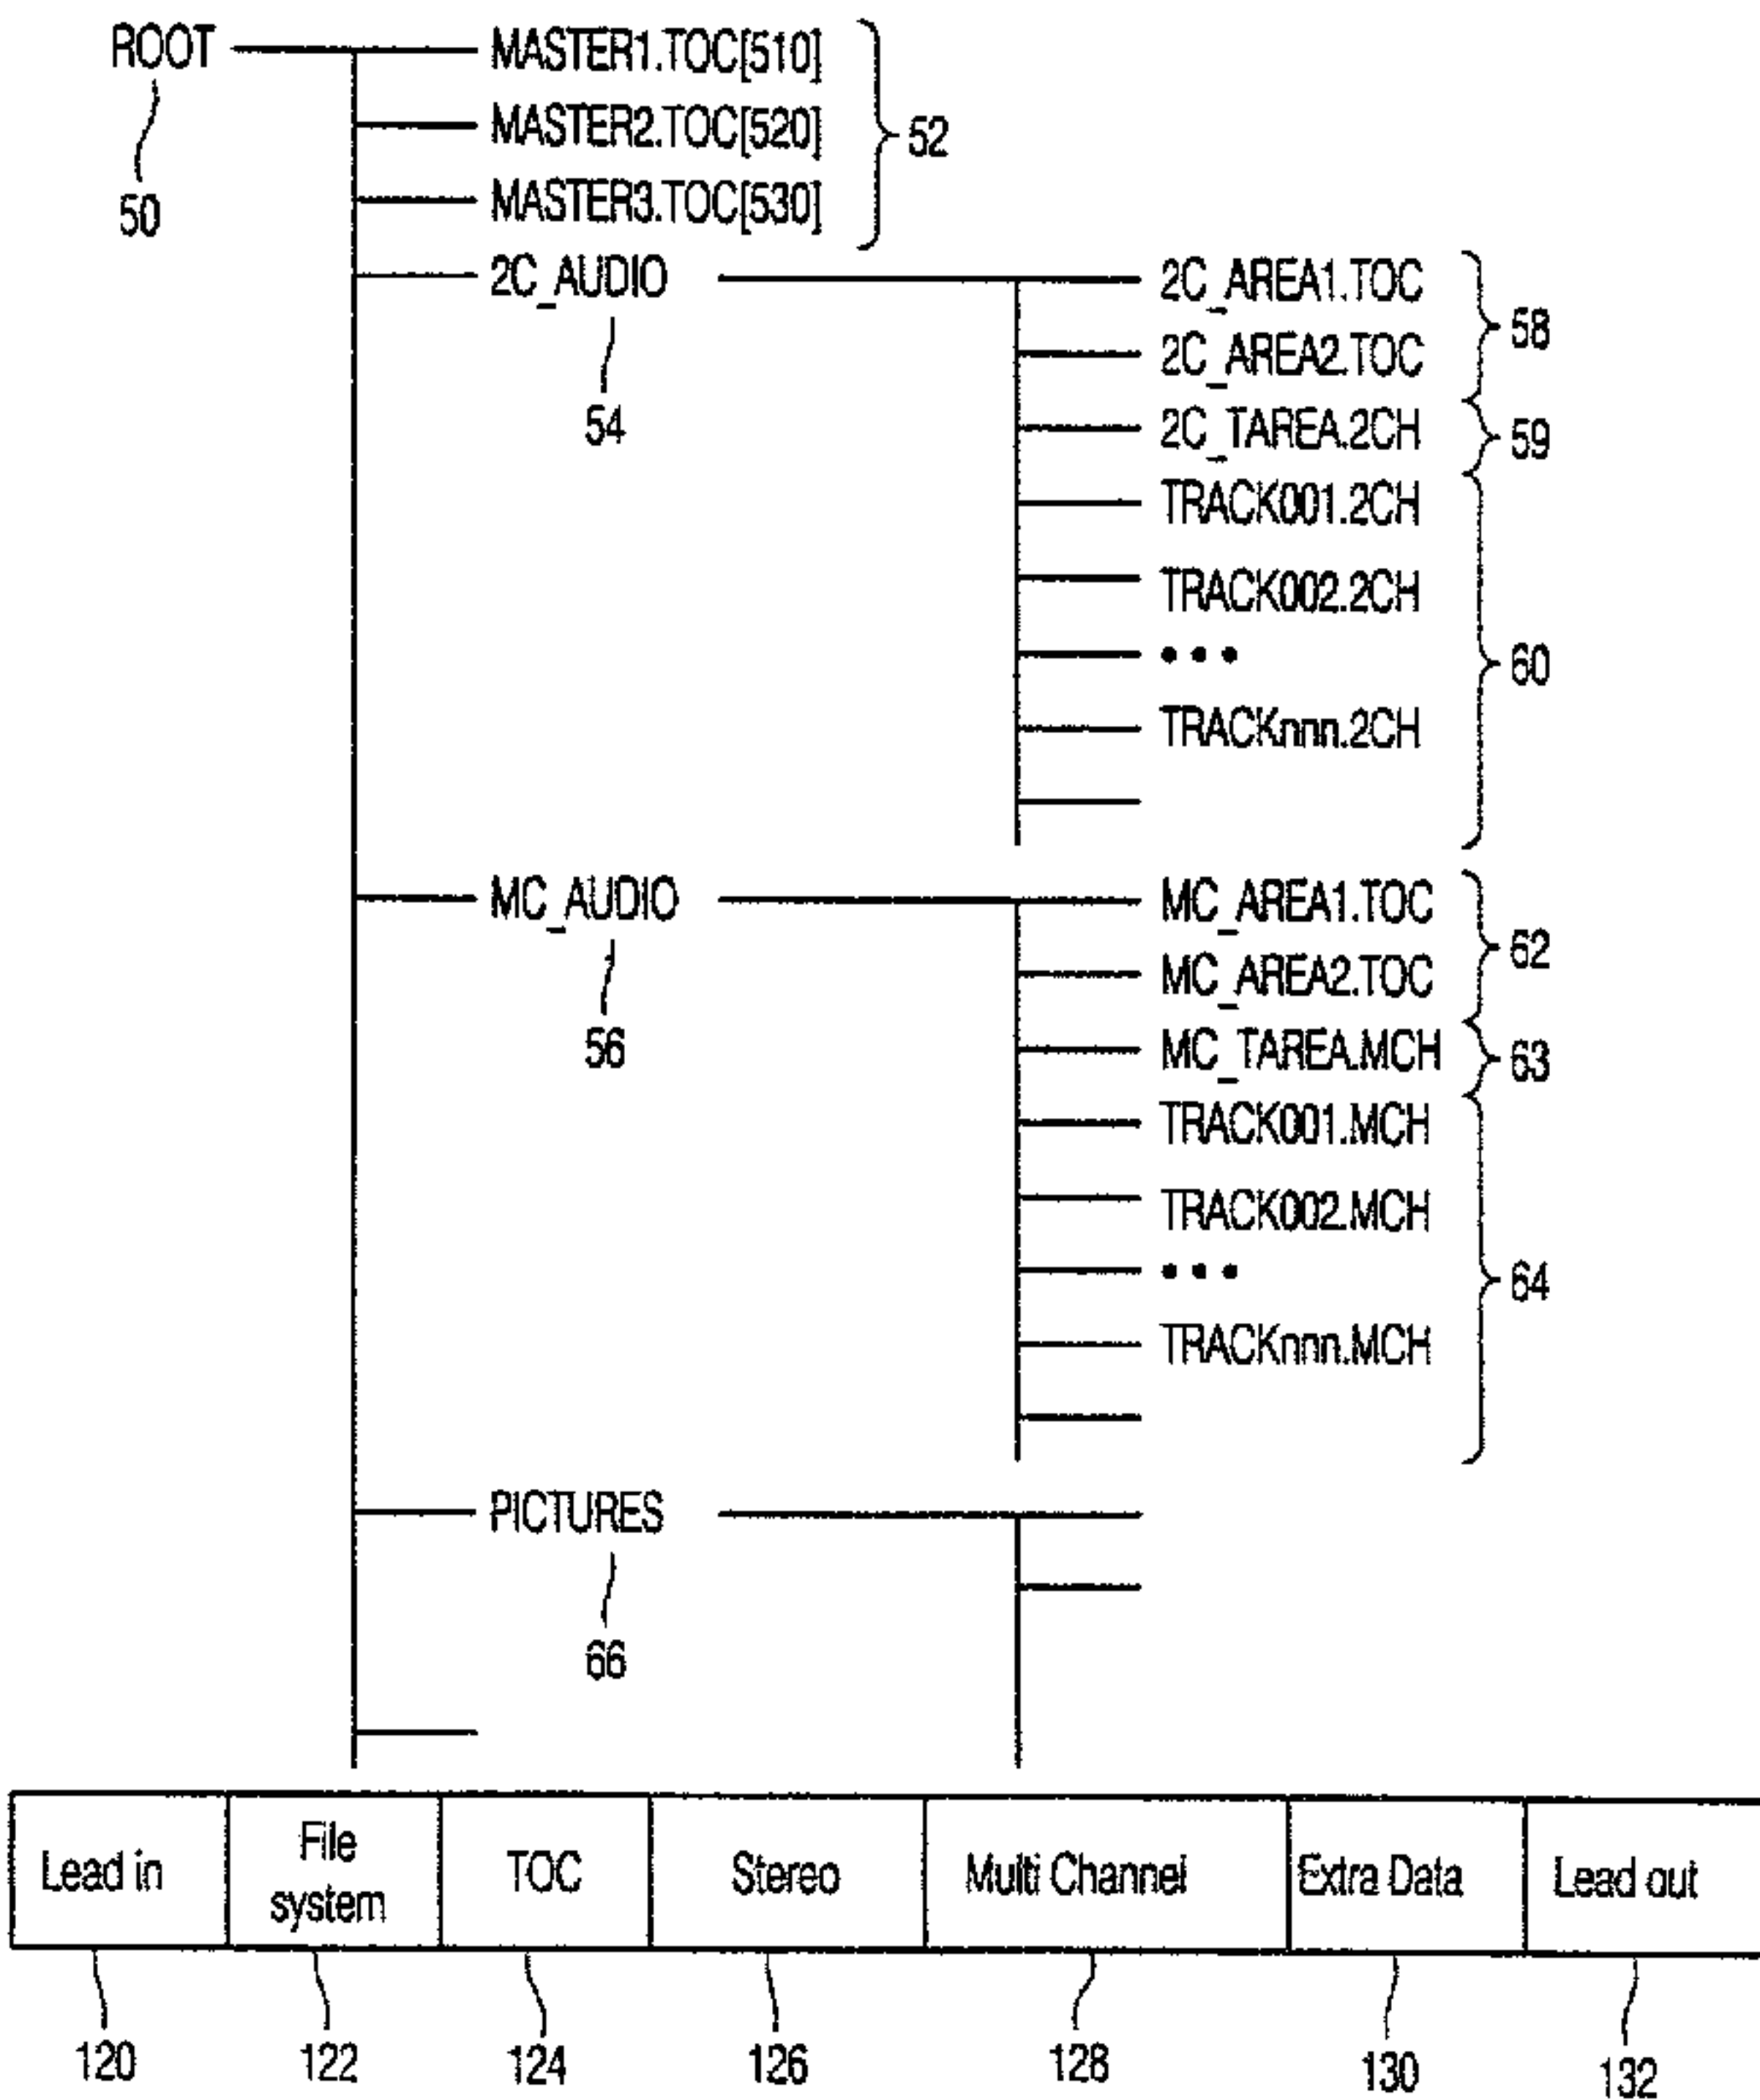 ROOT
50
MASTER1.TOC[510]
MASTER2.TOC[520]
MASTER3.TOC[530]
52
2C_AUDIO
54
2C_AREA1.TOC
2C_AREA2.TOC
58
2C_TAREA.2CH
59
TRACK001.2CH
TRACK002.2CH
• • •
TRACKnnn.2CH
60
MC_AUDIO
56
MC_AREA1.TOC
MC_AREA2.TOC
62
MC_TAREA.MCH
63
TRACK001.MCH
TRACK002.MCH
• • •
TRACKnnn.MCH
64
PICTURES
66
Lead in
File
system
TOC
Stereo
Multi Channel
Extra Data
Lead out
120
122
124
126
128
130
132